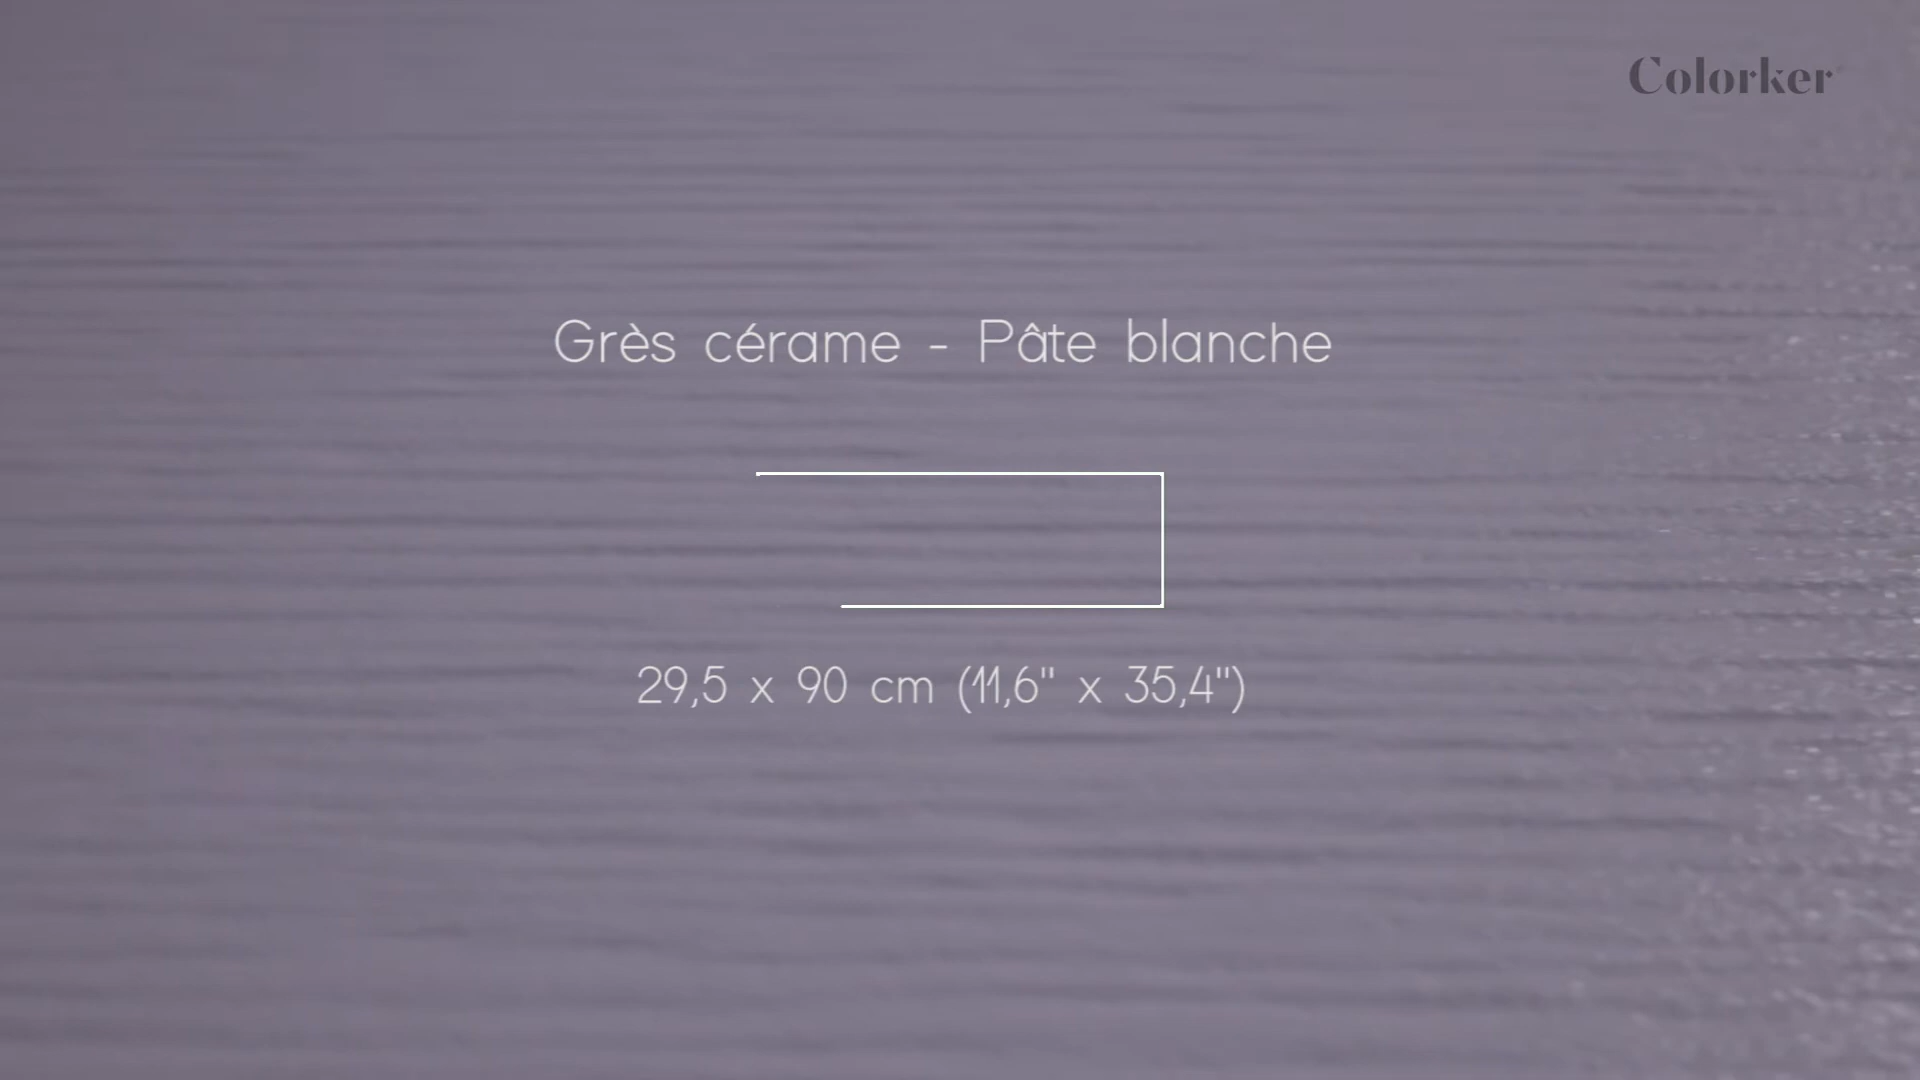 Colorker
Grès cérame - Pâte blanche
29,5 x 90 cm (11,6" x 35,4")